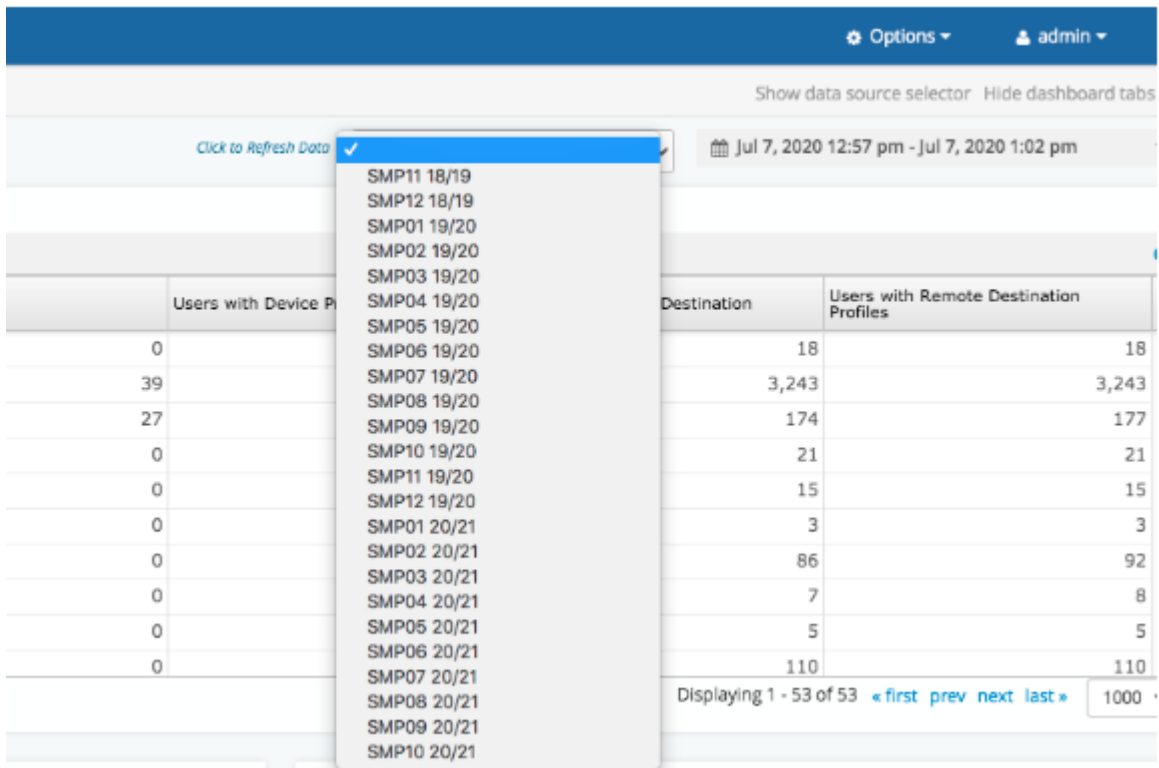 Options admin
Show data source selector Hide dashboard tabs
Click to Refresh Data Jul 7, 2020 12:57 pm - Jul 7, 2020 1:02 pm
SMP11 18/19
SMP12 18/19
SMP01 19/20
SMP02 19/20
SMP03 19/20
SMP04 19/20
SMP05 19/20
SMP06 19/20
SMP07 19/20
SMP08 19/20
SMP09 19/20
SMP10 19/20
SMP11 19/20
SMP12 19/20
SMP01 20/21
SMP02 20/21
SMP03 20/21
SMP04 20/21
SMP05 20/21
SMP06 20/21
SMP07 20/21
SMP08 20/21
SMP09 20/21
SMP10 20/21
Users with Device Destination Users with Remote Destination
Profiles
0 18 18
39 3,243 3,243
27 174 177
0 21 21
0 15 15
0 3 3
0 86 92
0 7 8
0 5 5
0 110 110
Displaying 1 - 53 of 53 « first prev next last » 1000